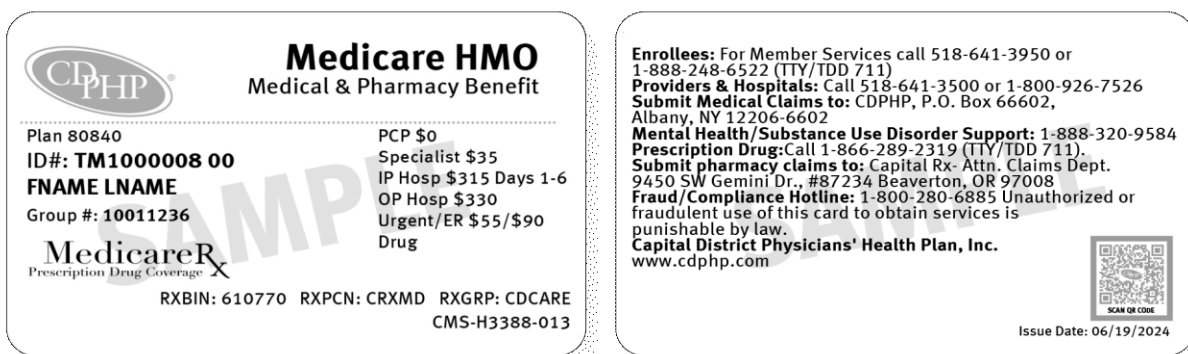 CDPHP®
Medicare HMO
Medical & Pharmacy Benefit
Plan 80840
ID#: TM1000008 00
FNAME LNAME
Group #: 10011236
MedicareRx
Prescription Drug Coverage
PCP $0
Specialist $35
IP Hosp $315 Days 1-6
OP Hosp $330
Urgent/ER $55/$90
Drug
RXBIN: 610770 RXPCN: CRXMD RXGRP: CDCARE
CMS-H3388-013
SAMPLE
Enrollees: For Member Services call 518-641-3950 or
1-888-248-6522 (TTY/TDD 711)
Providers & Hospitals: Call 518-641-3500 or 1-800-926-7526
Submit Medical Claims to: CDPHP, P.O. Box 66602,
Albany, NY 12206-6602
Mental Health/Substance Use Disorder Support: 1-888-320-9584
Prescription Drug:Call 1-866-289-2319 (TTY/TDD 711).
Submit pharmacy claims to: Capital Rx- Attn. Claims Dept.
9450 SW Gemini Dr., #87234 Beaverton, OR 97008
Fraud/Compliance Hotline: 1-800-280-6885 Unauthorized or
fraudulent use of this card to obtain services is
punishable by law.
Capital District Physicians' Health Plan, Inc.
www.cdphp.com
SCAN QR CODE
Issue Date: 06/19/2024
SAMPLE